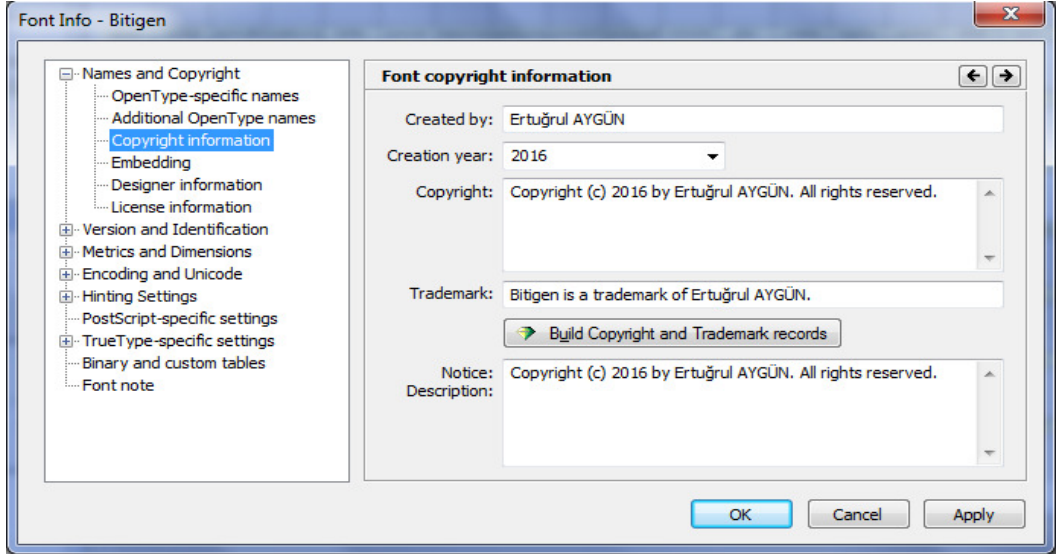 Font Info - Bitigen
Names and Copyright
OpenType-specific names
Additional OpenType names
Copyright information
Embedding
Designer information
License information
Version and Identification
Metrics and Dimensions
Encoding and Unicode
Hinting Settings
PostScript-specific settings
TrueType-specific settings
Binary and custom tables
Font note
Font copyright information
Created by: Ertuğrul AYGÜN
Creation year: 2016
Copyright: Copyright (c) 2016 by Ertuğrul AYGÜN. All rights reserved.
Trademark: Bitigen is a trademark of Ertuğrul AYGÜN.
Build Copyright and Trademark records
Notice: Copyright (c) 2016 by Ertuğrul AYGÜN. All rights reserved.
Description:
OK Cancel Apply